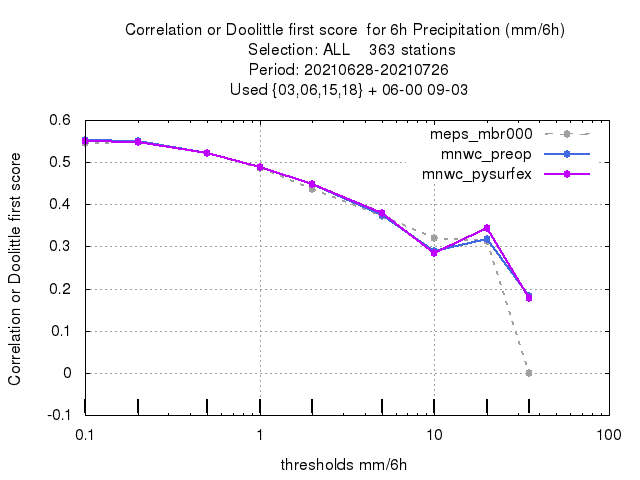 Correlation or Doolittle first score  for 6h Precipitation (mm/6h)
Selection: ALL    363 stations
Period: 20210628-20210726
Used {03,06,15,18} + 06-00 09-03
Correlation or Doolittle first score
0.6
0.5
0.4
0.3
0.2
0.1
0
-0.1
meps_mbr000
mnwc_preop
mnwc_pysurfex
0.1
1
10
100
thresholds mm/6h